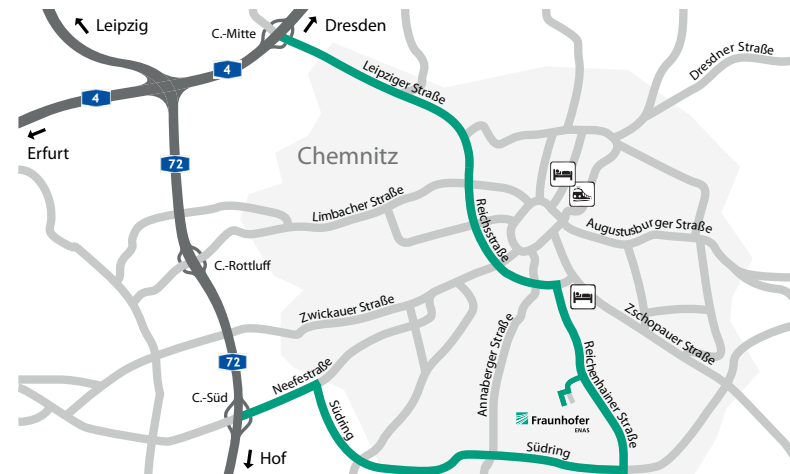 Leipzig
C.-Mitte
Dresden
4
4
Erfurt
72
Leipziger Straße
Dresdner Straße
Chemnitz
Limbacher Straße
Reichsstraße
Augustusburger Straße
C.-Rottluff
Zwickauer Straße
Zschopauer Straße
72
Neefestraße
Annaberger Straße
Reichenhainer Straße
C.-Süd
Südring
Fraunhofer
ENAS
Südring
Hof